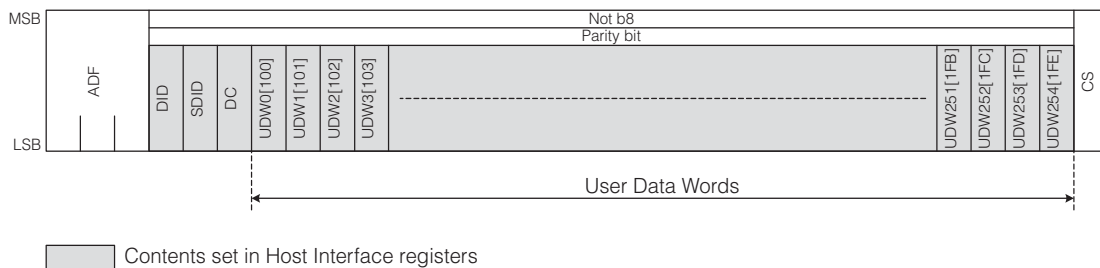 MSB
Not b8
Parity bit
ADF
DID
SDID
DC
UDW0[100]
UDW1[101]
UDW2[102]
UDW3[103]
UDW251[1FB]
UDW252[1FC]
UDW253[1FD]
UDW254[1FE]
CS
LSB
User Data Words
Contents set in Host Interface registers